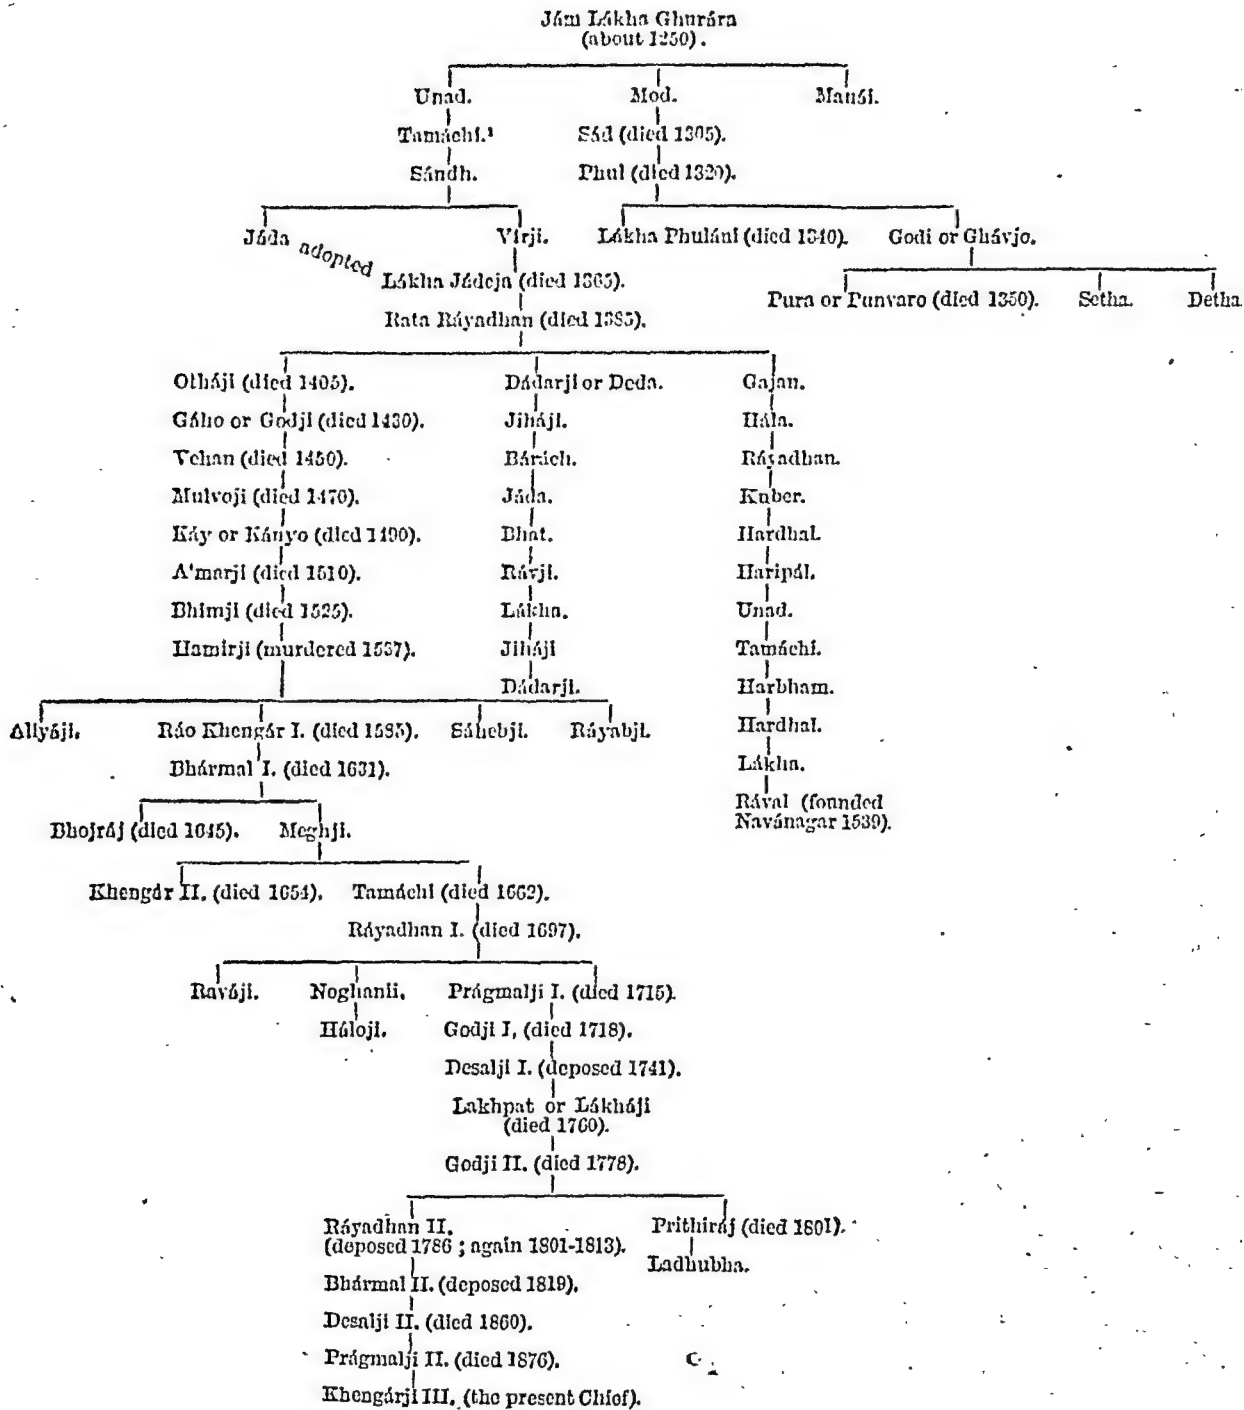 Jám Lákha Ghurára
(about 1250).
Unad. Mod. Manái.
Tamáchi.¹ Sád (died 1305).
Sándh. Phul (died 1320).
Jáda adopted Virji. Lákha Phuláni (died 1340). Godi or Ghávjo.
Lákha Jádeja (died 1365).
Pura or Punvaro (died 1350). Setha. Detha
Rata Ráyadhan (died 1385).
Otháji (died 1405). Dádarji or Deda. Gajan.
Gáho or Godji (died 1430). Jiháji. Hála.
Vehan (died 1450). Bárách. Ráyadhan.
Mulvoji (died 1470). Jáda. Kuber.
Káy or Kányo (died 1490). Bhat. Hardhal.
A'marji (died 1510). Rávji. Haripál.
Bhimji (died 1525). Lákha. Unad.
Hamirji (murdered 1537). Jiháji Tamáchi.
Dádarji. Harbham.
Aliyáji. Ráo Khengár I. (died 1585). Sáhebji. Ráyabji. Hardhal.
Bhármal I. (died 1631). Lákha.
Bhojráj (died 1645). Meghji. Rával (founded
Navánagar 1539).
Khengár II. (died 1654). Tamáchi (died 1662).
Ráyadhan I. (died 1697).
Raváji. Noghanji. Prágmalji I. (died 1715).
Háloji. Godji I. (died 1718).
Desalji I. (deposed 1741).
Lakhpat or Lákháji
(died 1760).
Godji II. (died 1778).
Ráyadhan II. Prithiráj (died 1801).
(deposed 1786 ; again 1801-1813).
Ladhubha.
Bhármal II. (deposed 1819).
Desalji II. (died 1860).
Prágmalji II. (died 1876).
Khengárji III. (the present Chief).